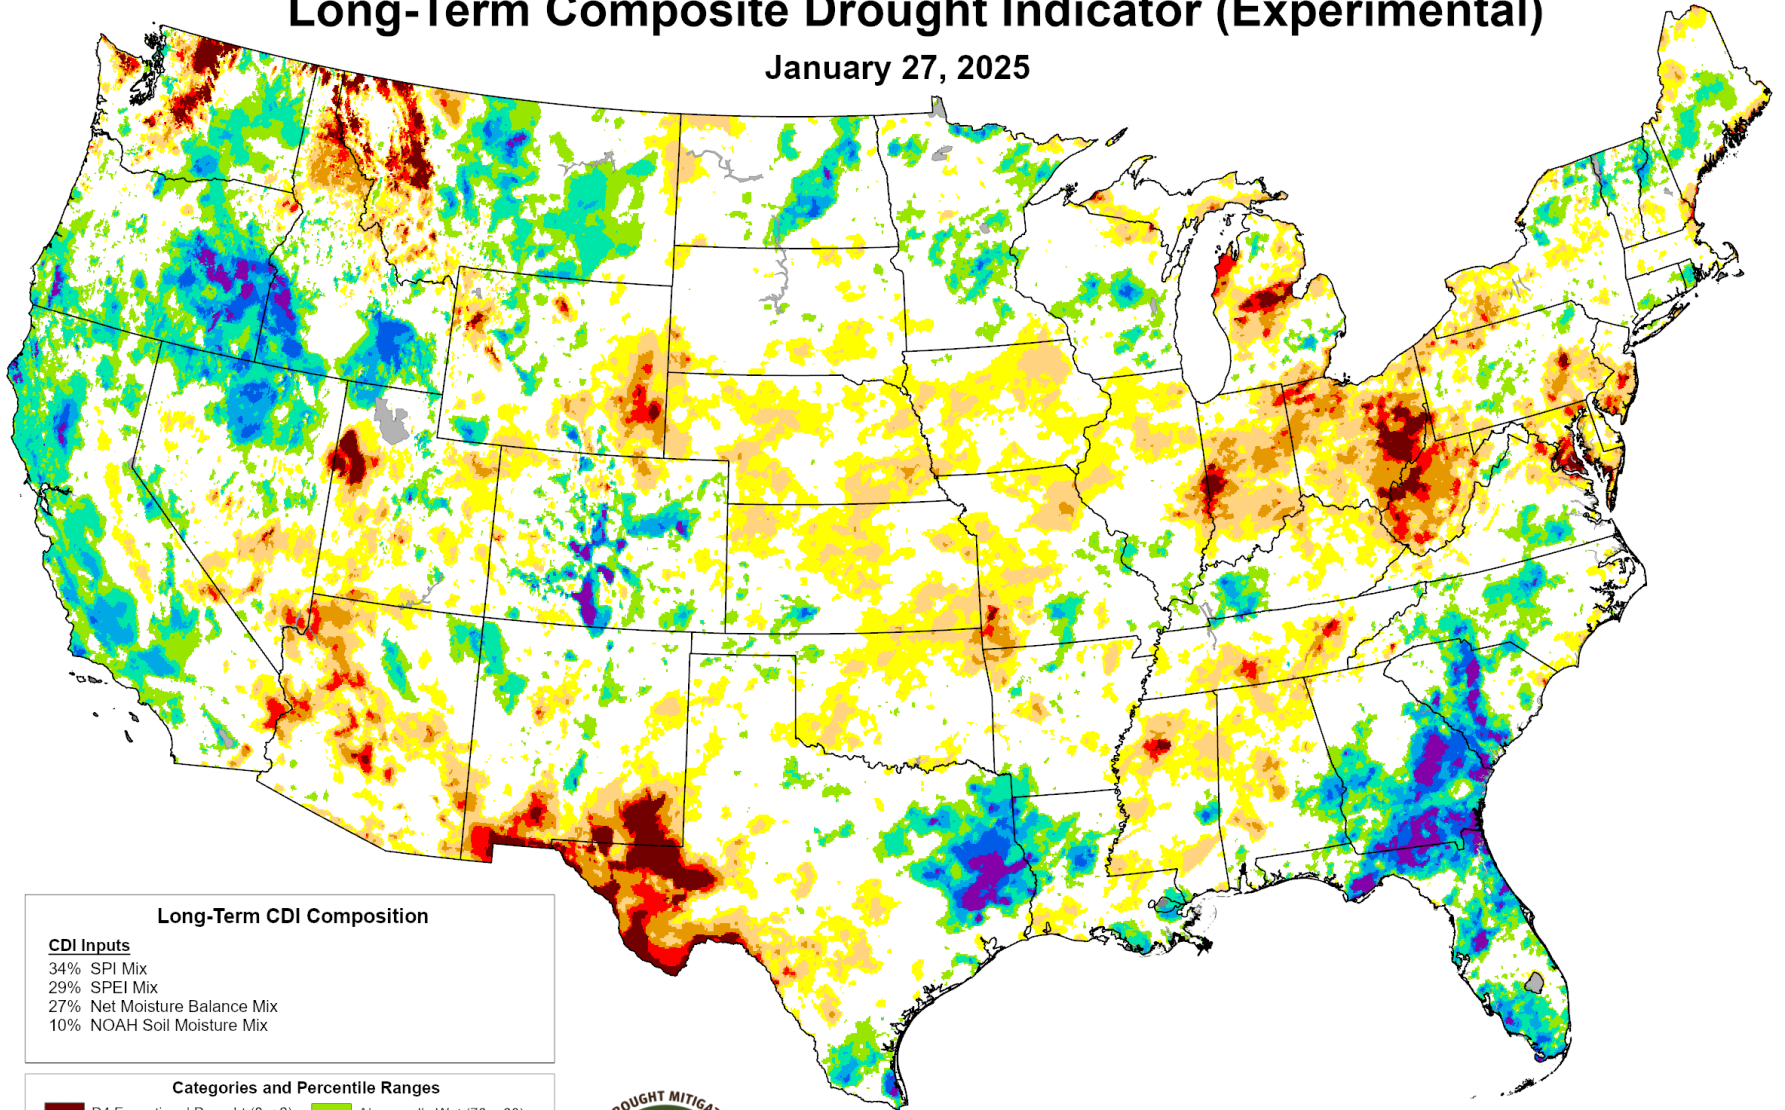 Long-Term Composite Drought Indicator (Experimental)
January 27, 2025
Long-Term CDI Composition
CDI Inputs
34% SPI Mix
29% SPEI Mix
27% Net Moisture Balance Mix
10% NOAH Soil Moisture Mix
Categories and Percentile Ranges